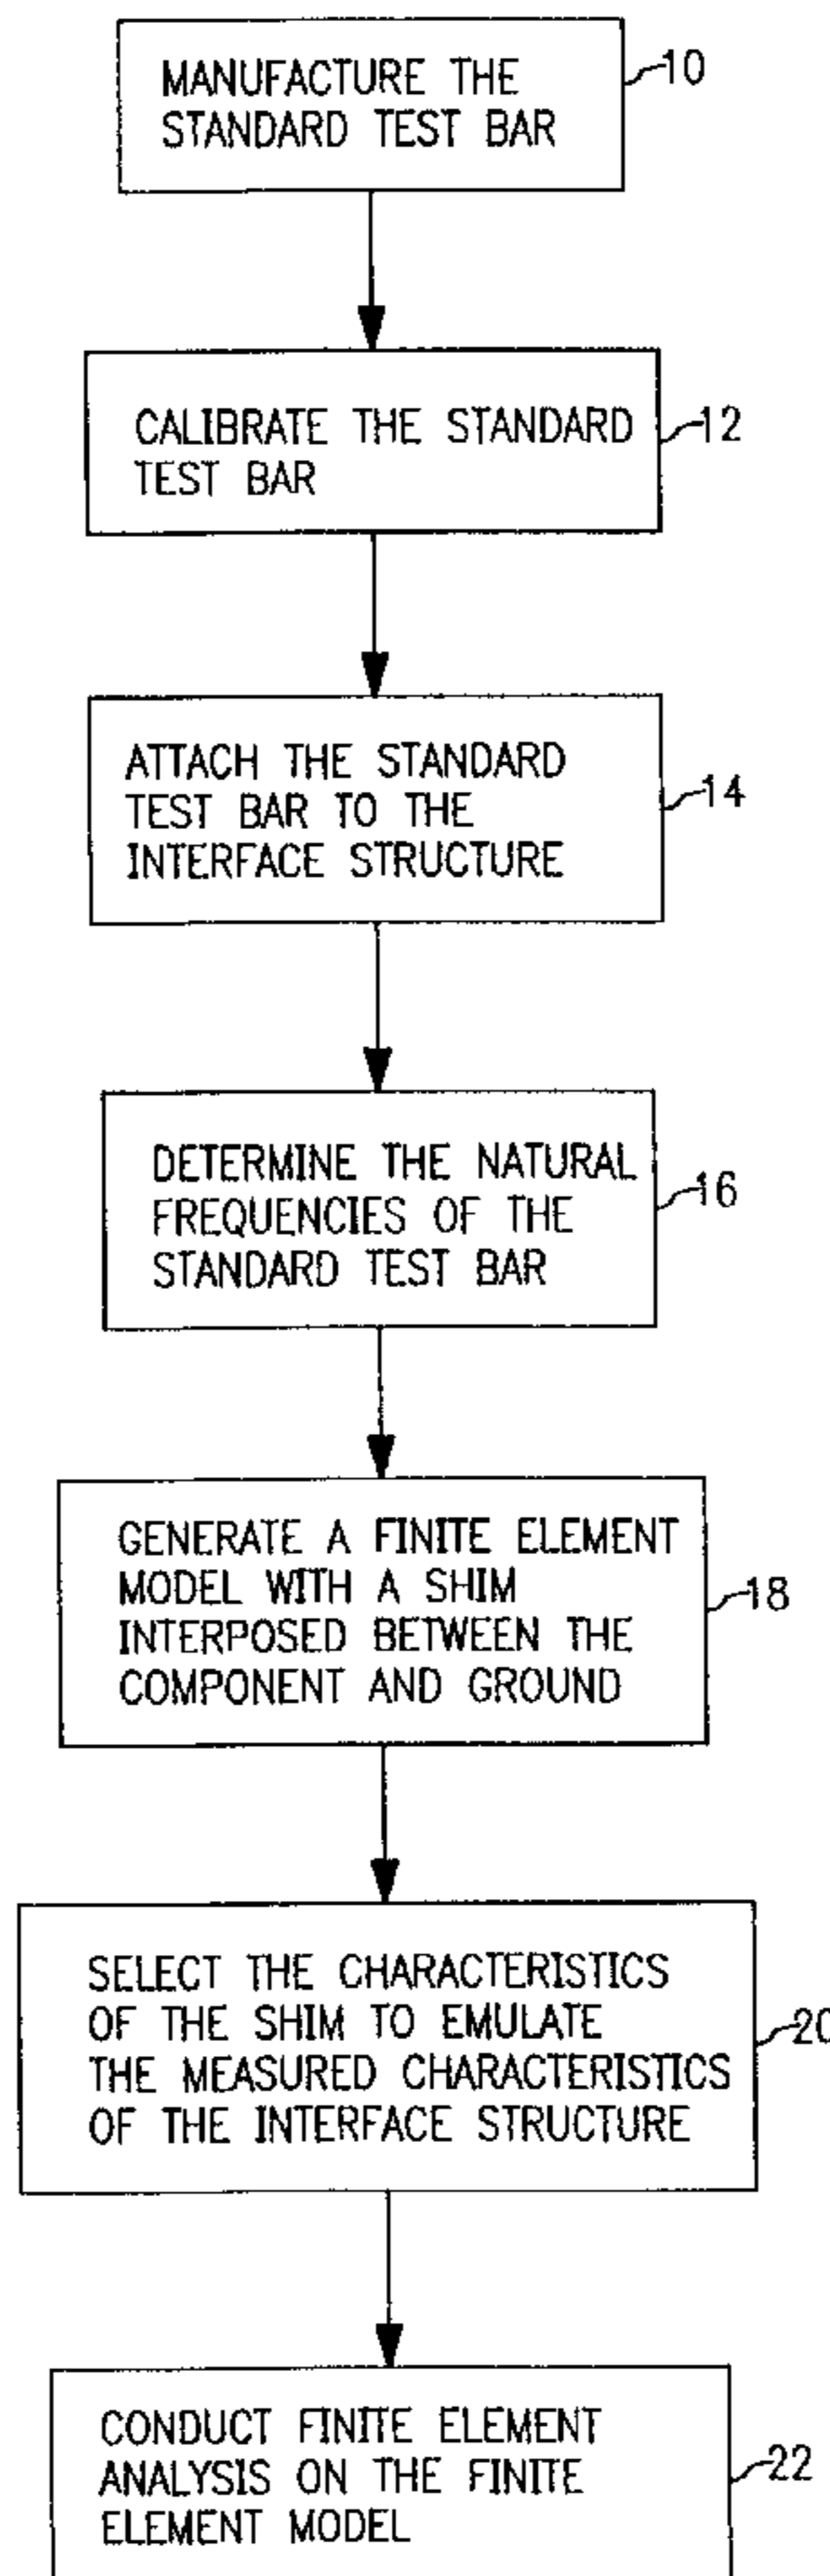 MANUFACTURE THE
STANDARD TEST BAR
10
CALIBRATE THE STANDARD
TEST BAR
12
ATTACH THE STANDARD
TEST BAR TO THE
INTERFACE STRUCTURE
14
DETERMINE THE NATURAL
FREQUENCIES OF THE
STANDARD TEST BAR
16
GENERATE A FINITE ELEMENT
MODEL WITH A SHIM
INTERPOSED BETWEEN THE
COMPONENT AND GROUND
18
SELECT THE CHARACTERISTICS
OF THE SHIM TO EMULATE
THE MEASURED CHARACTERISTICS
OF THE INTERFACE STRUCTURE
20
CONDUCT FINITE ELEMENT
ANALYSIS ON THE FINITE
ELEMENT MODEL
22